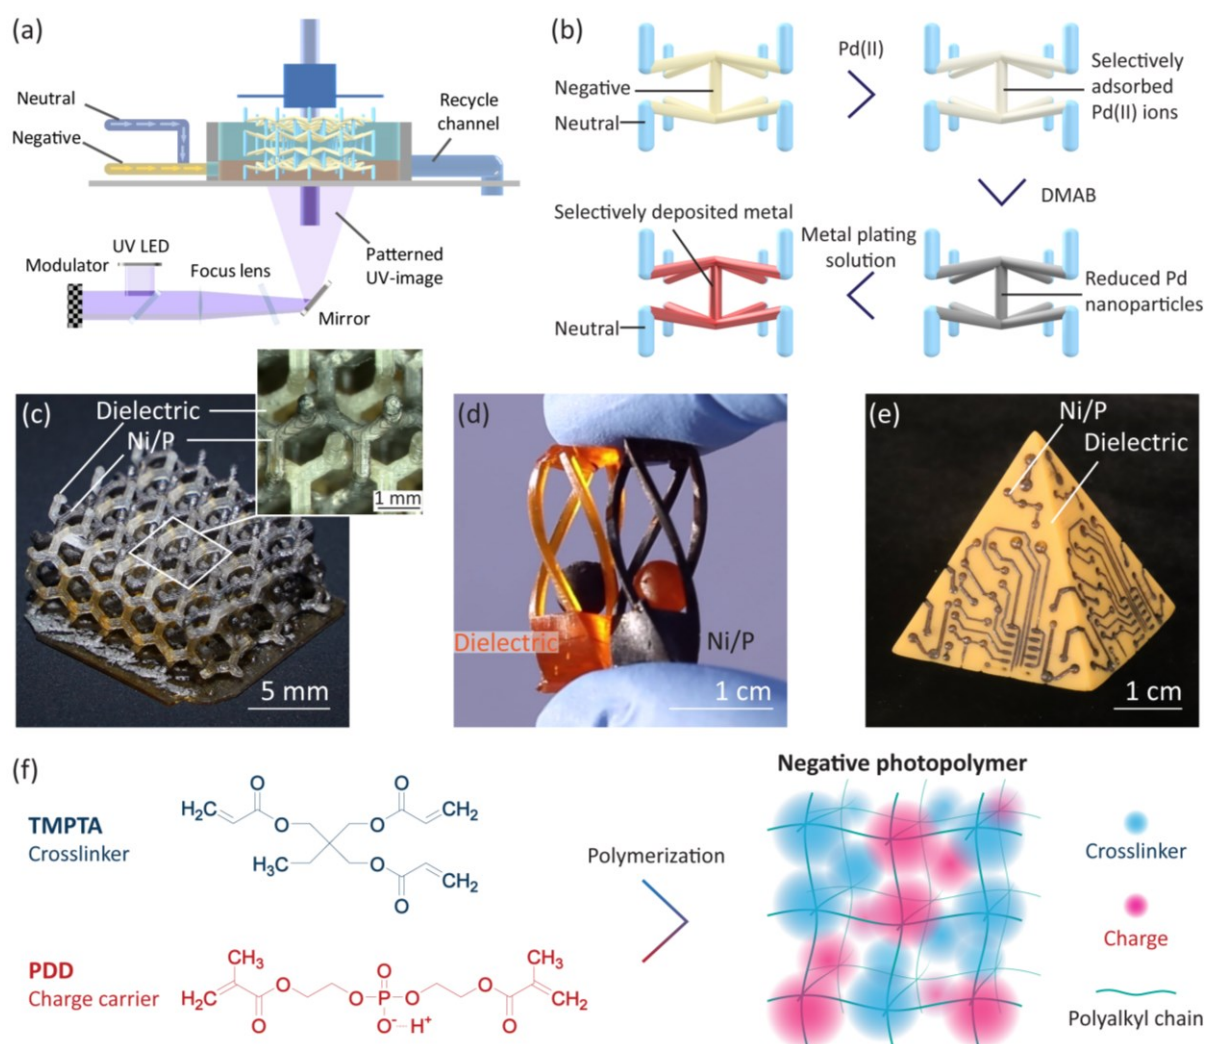 (a)
Neutral
Negative
Recycle
channel
UV LED
Modulator
Focus lens
Patterned
UV-image
Mirror
(b)
Pd(II)
Negative
Neutral
Selectively
adsorbed
Pd(II) ions
DMAB
Selectively deposited metal
Metal plating
solution
Neutral
Reduced Pd
nanoparticles
(c)
Dielectric
Ni/P
1 mm
5 mm
(d)
Dielectric
Ni/P
1 cm
(e)
Ni/P
Dielectric
1 cm
(f)
TMPTA
Crosslinker
O
H₂C
O
O
O
CH₂
H₃C
O
CH₂
O
PDD
Charge carrier
CH₃
H₂C
O
O
O
O
P
O⁻
H⁺
O
O
O
CH₃
CH₂
Polymerization
Negative photopolymer
Crosslinker
Charge
Polyalkyl chain